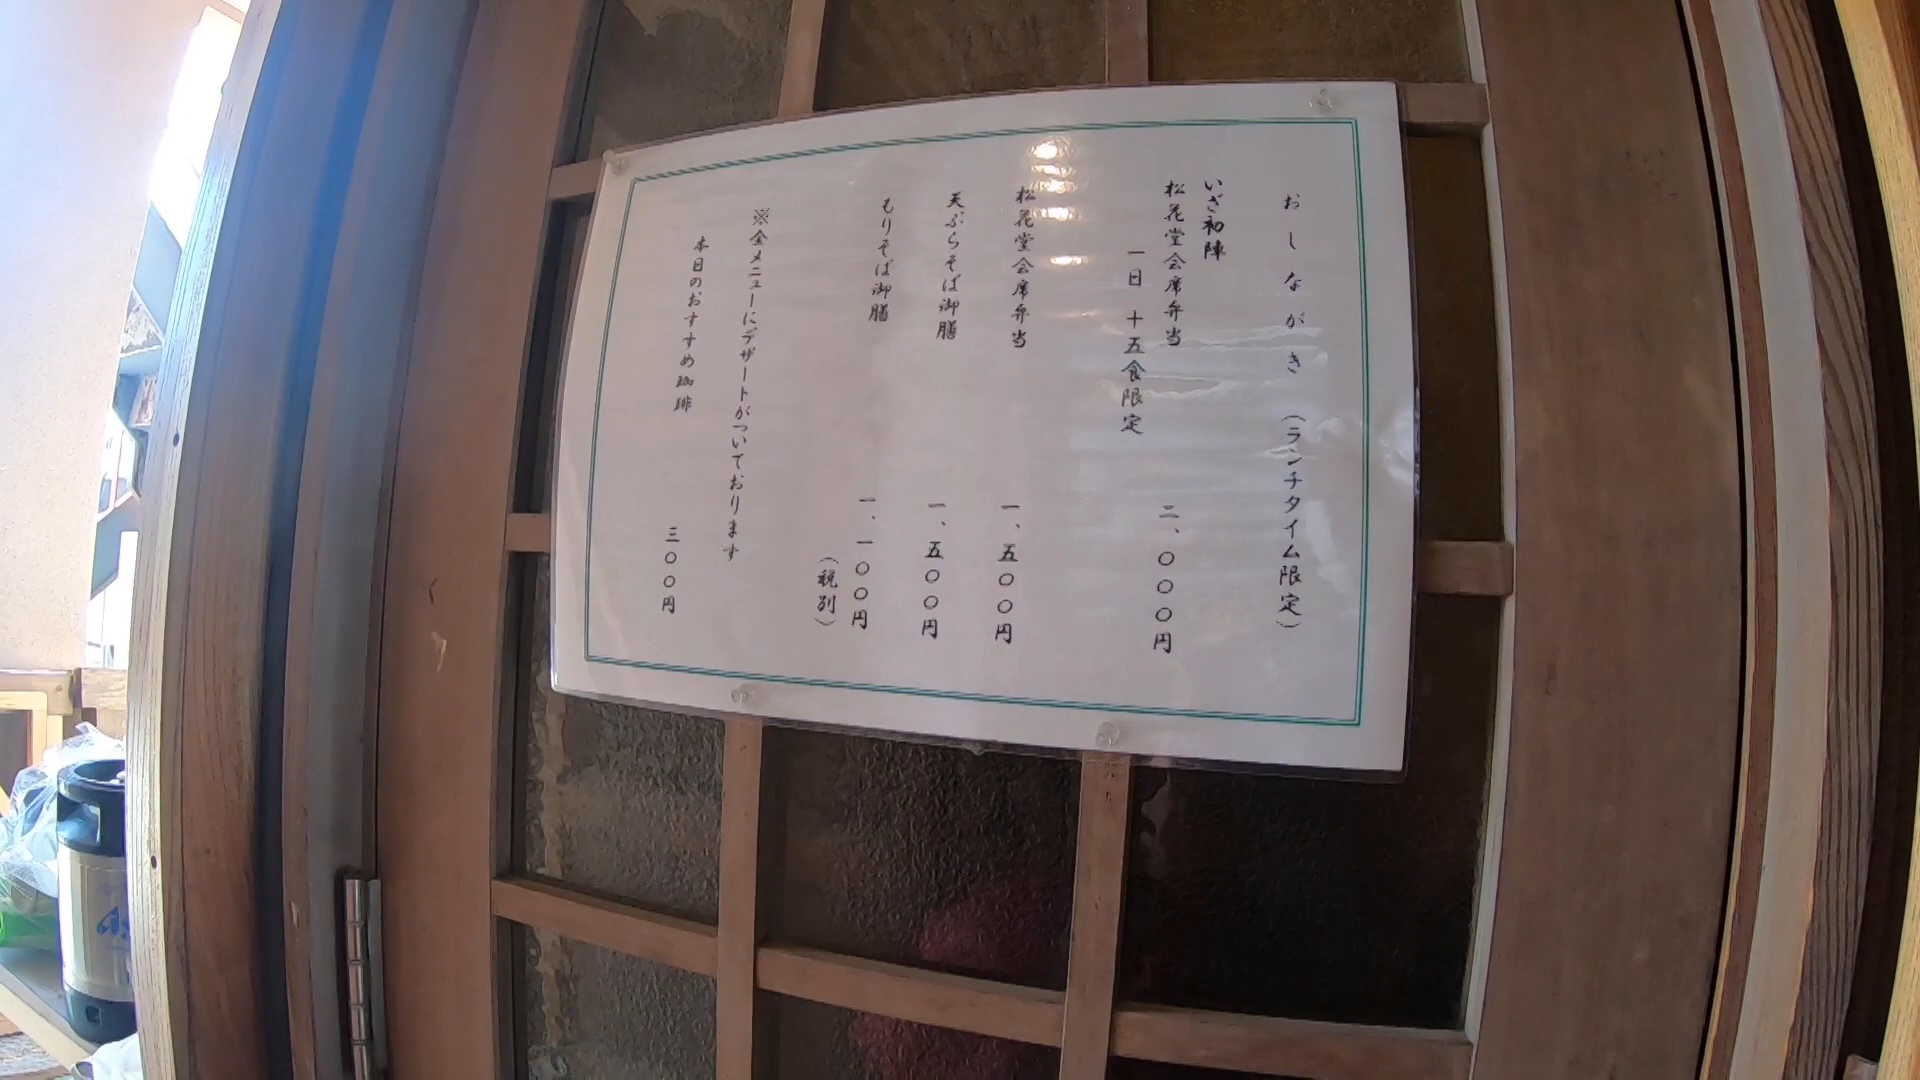 おしながき （ランチタイム限定）
いざ初陣
松花堂会席弁当 二、〇〇〇円
一日 十五食限定
松花堂会席弁当 一、五〇〇円
天ぷらそば御膳 一、五〇〇円
もりそば御膳 一、一〇〇円
（税別）
※全メニューにデザートがついております
本日のおすすめ珈琲 三〇〇円